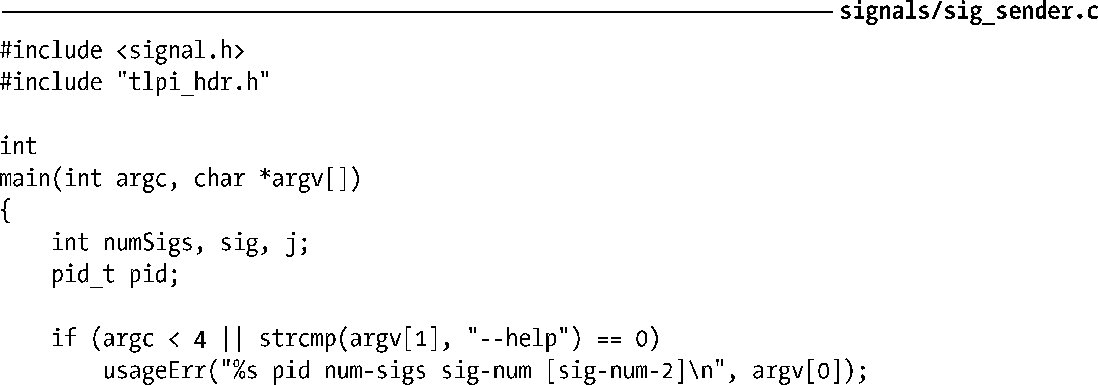 signals/sig_sender.c
#include <signal.h>
#include "tlpi_hdr.h"
int
main(int argc, char *argv[])
{
    int numSigs, sig, j;
    pid_t pid;
    if (argc < 4 || strcmp(argv[1], "--help") == 0)
        usageErr("%s pid num-sigs sig-num [sig-num-2]\n", argv[0]);